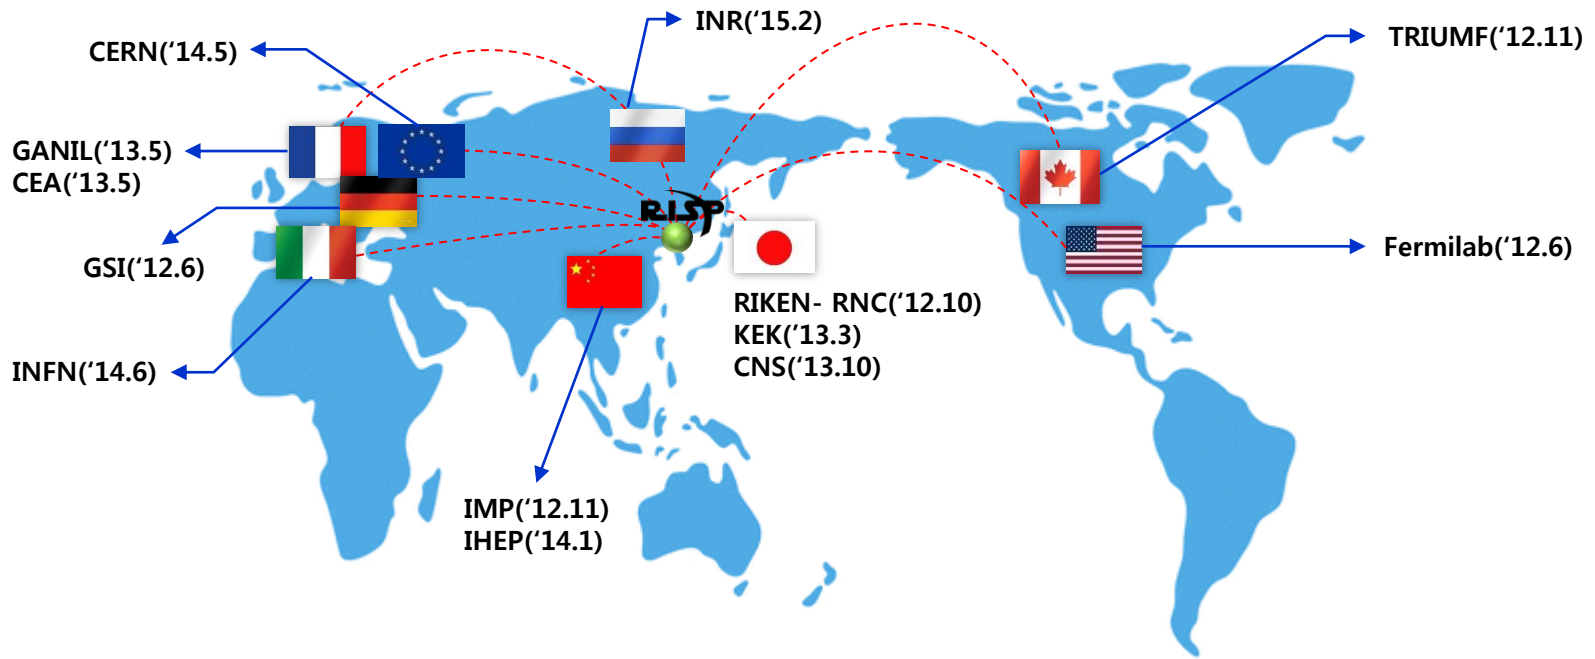 INR(‘15.2)
CERN(‘14.5)
TRIUMF(‘12.11)
GANIL(‘13.5)
CEA(‘13.5)
RISP
GSI(‘12.6)
Fermilab(‘12.6)
RIKEN- RNC(‘12.10)
KEK(‘13.3)
CNS(‘13.10)
INFN(‘14.6)
IMP(‘12.11)
IHEP(‘14.1)